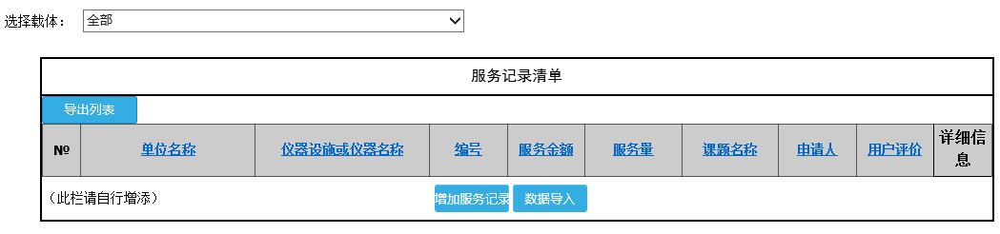 选择载体： 全部
服务记录清单
导出列表
№ 单位名称 仪器设施或仪器名称 编号 服务金额 服务量 课题名称 申请人 用户评价 详细信息
（此栏请自行增添） 增加服务记录 数据导入